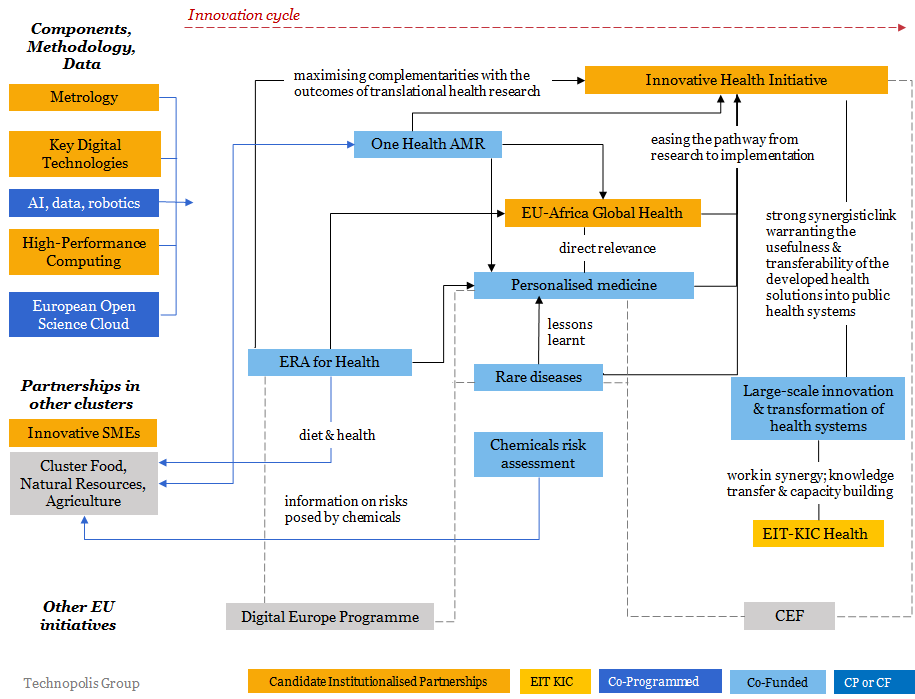 Innovation cycle
Components,
Methodology,
Data
Metrology
Key Digital
Technologies
AI, data, robotics
High-Performance
Computing
European Open
Science Cloud
Partnerships in
other clusters
Innovative SMEs
Cluster Food,
Natural Resources,
Agriculture
Other EU
initiatives
maximising complementarities with the
outcomes of translational health research
Innovative Health Initiative
One Health AMR
easing the pathway from
research to implementation
EU-Africa Global Health
direct relevance
strong synergistic link
warranting the
usefulness &
transferability of the
developed health
solutions into public
health systems
Personalised medicine
lessons
learnt
ERA for Health
Rare diseases
Large-scale innovation
& transformation of
health systems
diet & health
Chemicals risk
assessment
work in synergy; knowledge
transfer & capacity building
information on risks
posed by chemicals
EIT-KIC Health
Digital Europe Programme
CEF
Technopolis Group
Candidate Institutionalised Partnerships
EIT KIC
Co-Programmed
Co-Funded
CP or CF